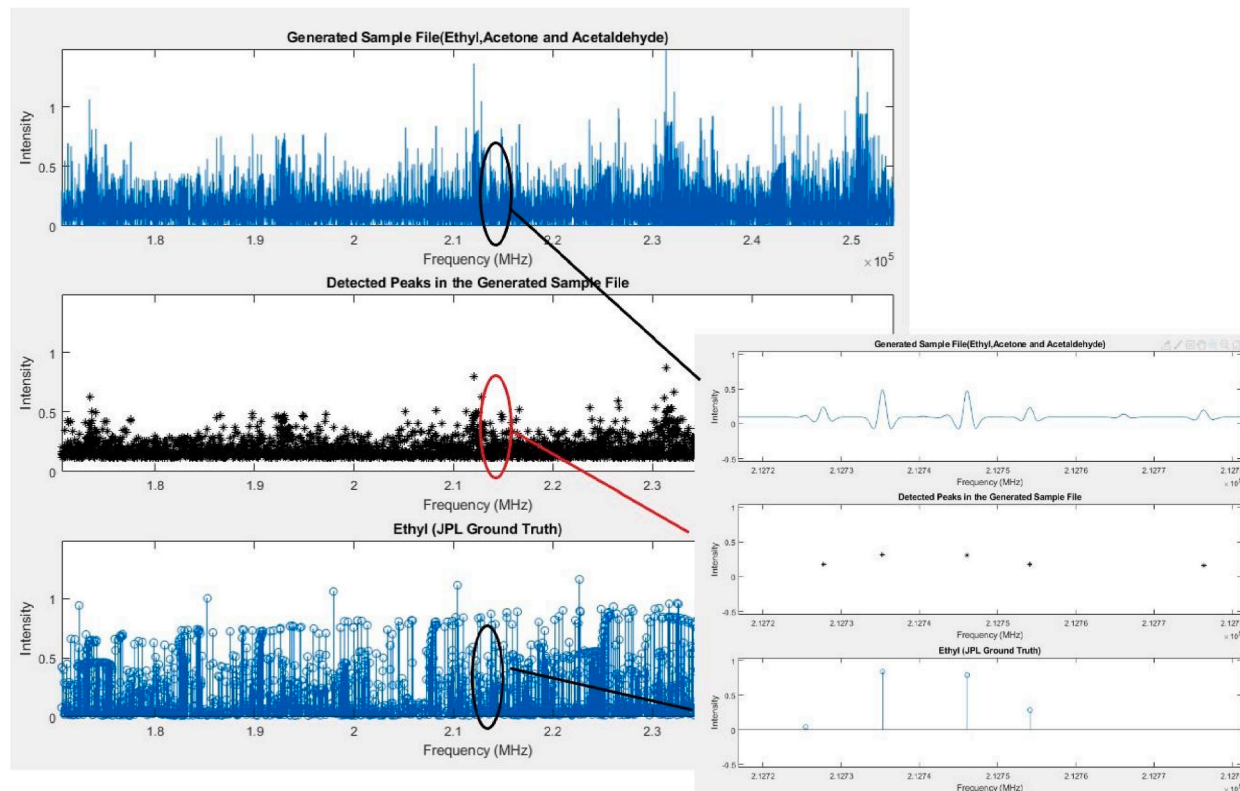 Generated Sample File(Ethyl,Acetone and Acetaldehyde)
Intensity
1
0.5
0
1.8 1.9 2 2.1 2.2 2.3 2.4 2.5
Frequency (MHz)
×10^5
Detected Peaks in the Generated Sample File
Intensity
1
0.5
0
1.8 1.9 2 2.1 2.2 2.3
Frequency (MHz)
Ethyl (JPL Ground Truth)
Intensity
1
0.5
0
1.8 1.9 2 2.1 2.2 2.3
Frequency (MHz)
Generated Sample File(Ethyl,Acetone and Acetaldehyde)
Intensity
1
0.5
0
-0.5
2.1272 2.1273 2.1274 2.1275 2.1276 2.1277
Frequency (MHz)
Detected Peaks in the Generated Sample File
Intensity
1
0.5
0
-0.5
2.1272 2.1273 2.1274 2.1275 2.1276 2.1277
Frequency (MHz)
Ethyl (JPL Ground Truth)
Intensity
1
0.5
0
-0.5
2.1272 2.1273 2.1274 2.1275 2.1276 2.1277
Frequency (MHz)